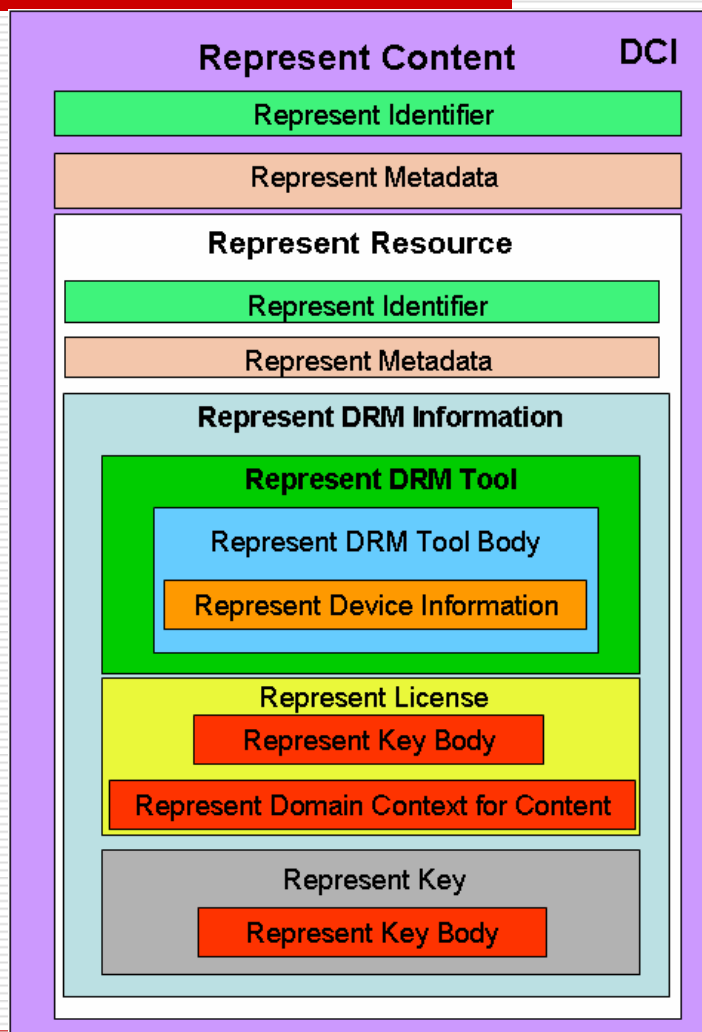 Represent Content DCI
Represent Identifier
Represent Metadata
Represent Resource
Represent Identifier
Represent Metadata
Represent DRM Information
Represent DRM Tool
Represent DRM Tool Body
Represent Device Information
Represent License
Represent Key Body
Represent Domain Context for Content
Represent Key
Represent Key Body